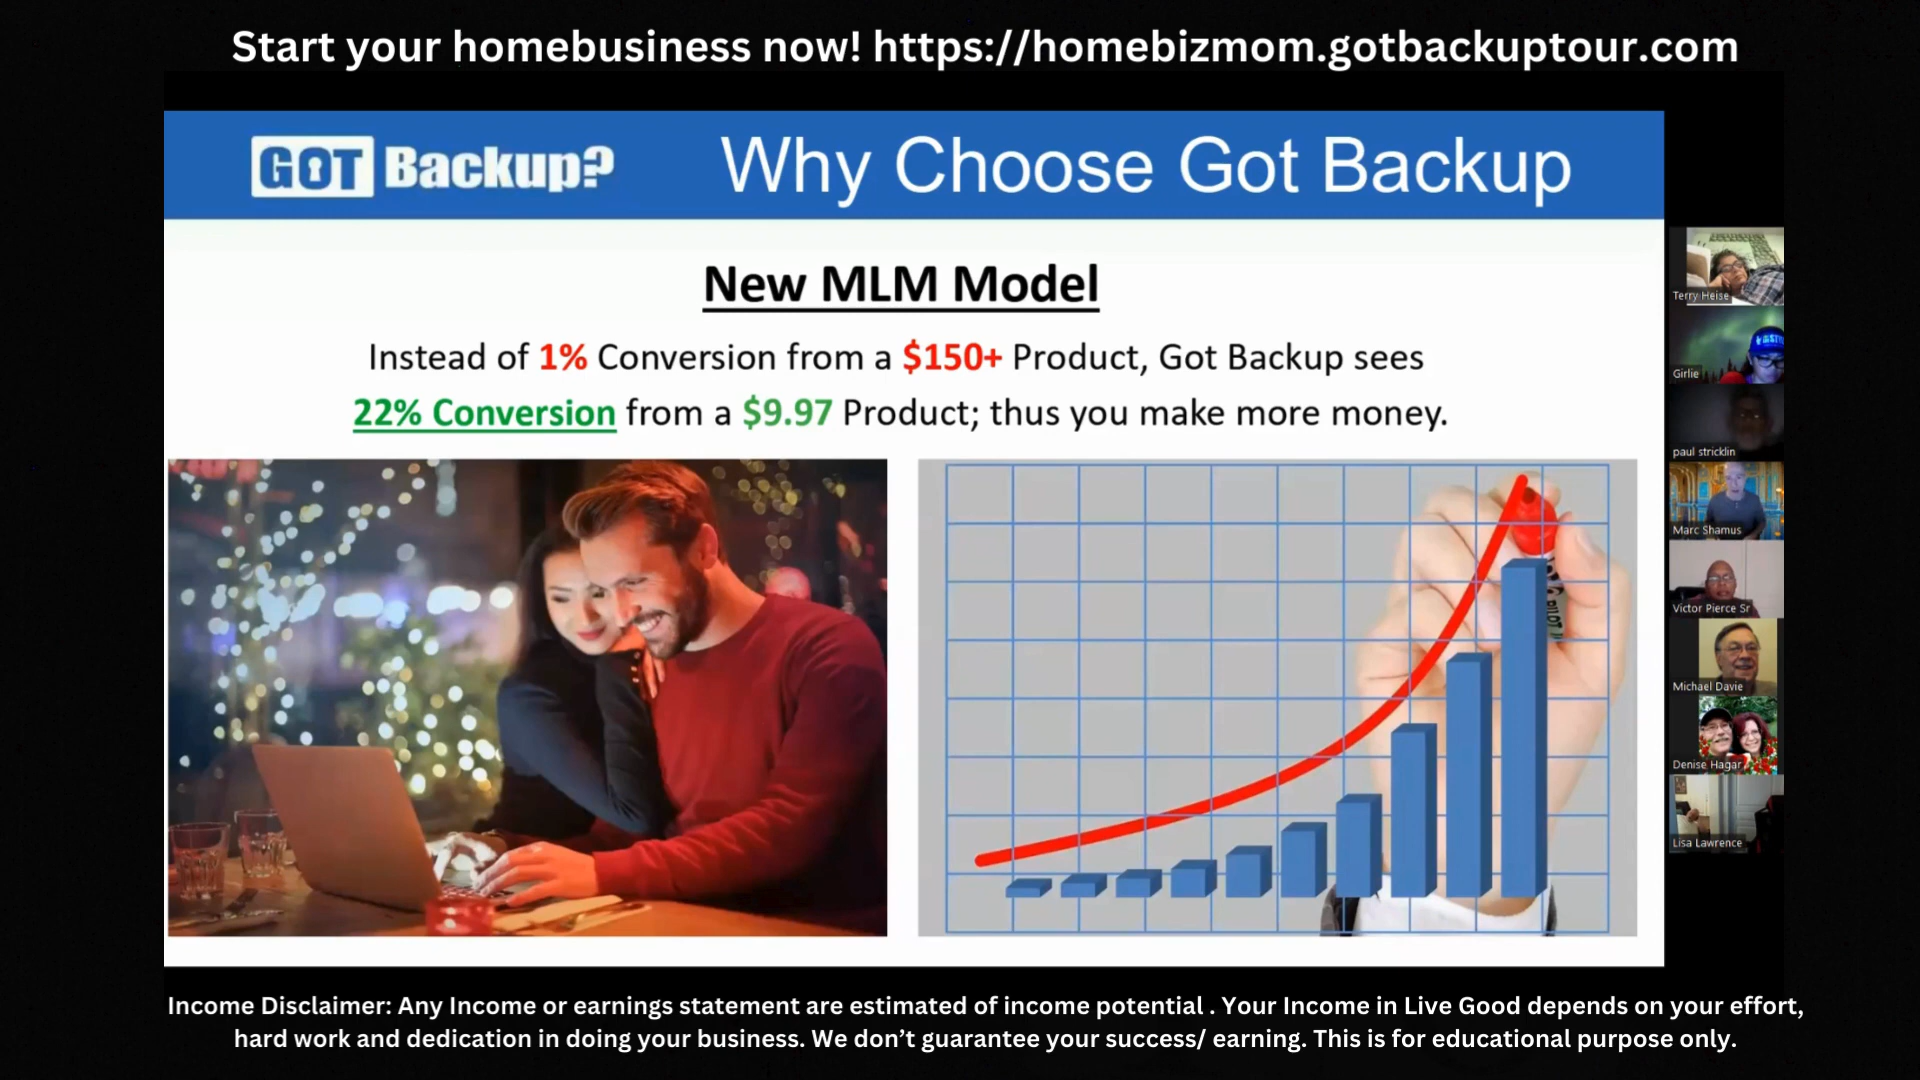 Start your homebusiness now! https://homebizmom.gotbackuptour.com
GOT Backup?
Why Choose Got Backup
New MLM Model
Instead of 1% Conversion from a $150+ Product, Got Backup sees
22% Conversion from a $9.97 Product; thus you make more money.
Terry Heise
Girlie
paul stricklin
Marc Shamus
Victor Pierce Sr
Michael Davie
Denise Hagar
Lisa Lawrence
Income Disclaimer: Any Income or earnings statement are estimated of income potential . Your Income in Live Good depends on your effort,
hard work and dedication in doing your business. We don’t guarantee your success/ earning. This is for educational purpose only.